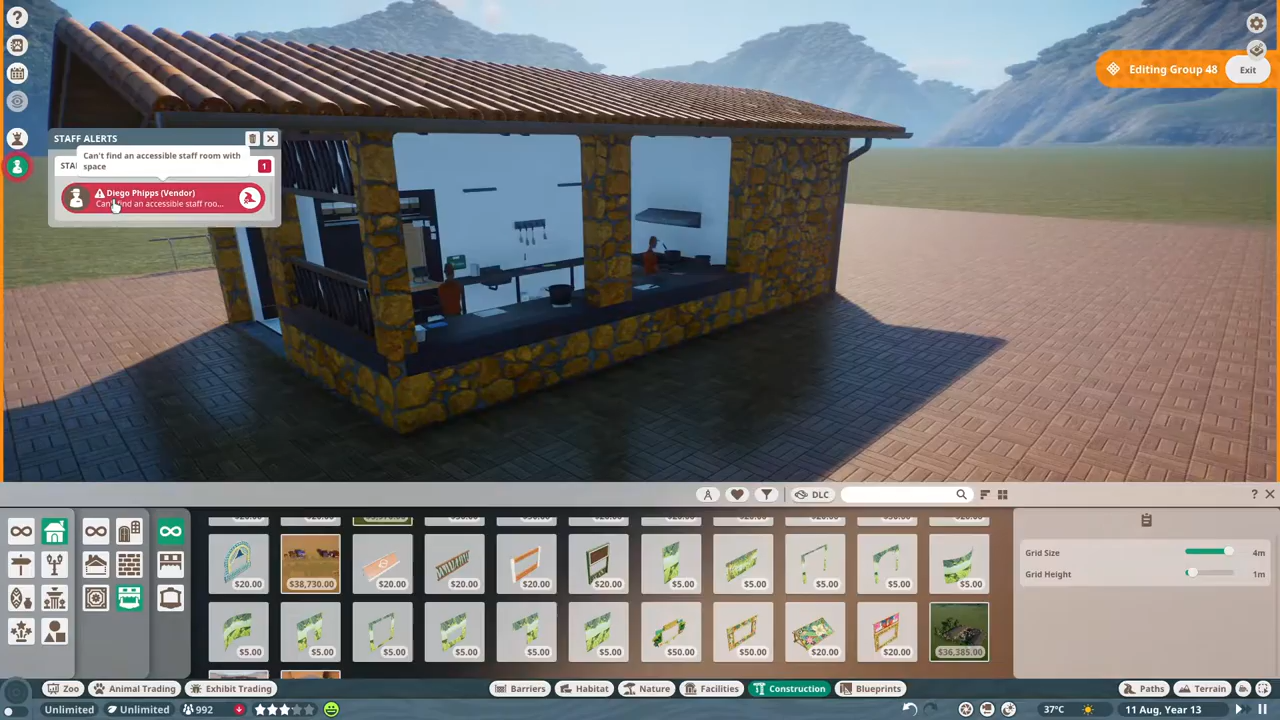 Editing Group 48
Exit
STAFF ALERTS
Can't find an accessible staff room with
space
STA
1
Diego Phipps (Vendor)
Can't find an accessible staff roo...
DLC
$20.00 $38,730.00 $20.00 $20.00 $20.00 $20.00 $5.00 $5.00 $5.00 $5.00 $5.00
$5.00 $5.00 $5.00 $5.00 $5.00 $5.00 $50.00 $50.00 $20.00 $20.00 $36,385.00
Grid Size 4m
Grid Height 1m
Zoo Animal Trading Exhibit Trading Barriers Habitat Nature Facilities Construction Blueprints Paths Terrain
Unlimited Unlimited 992 37°C 11 Aug, Year 13